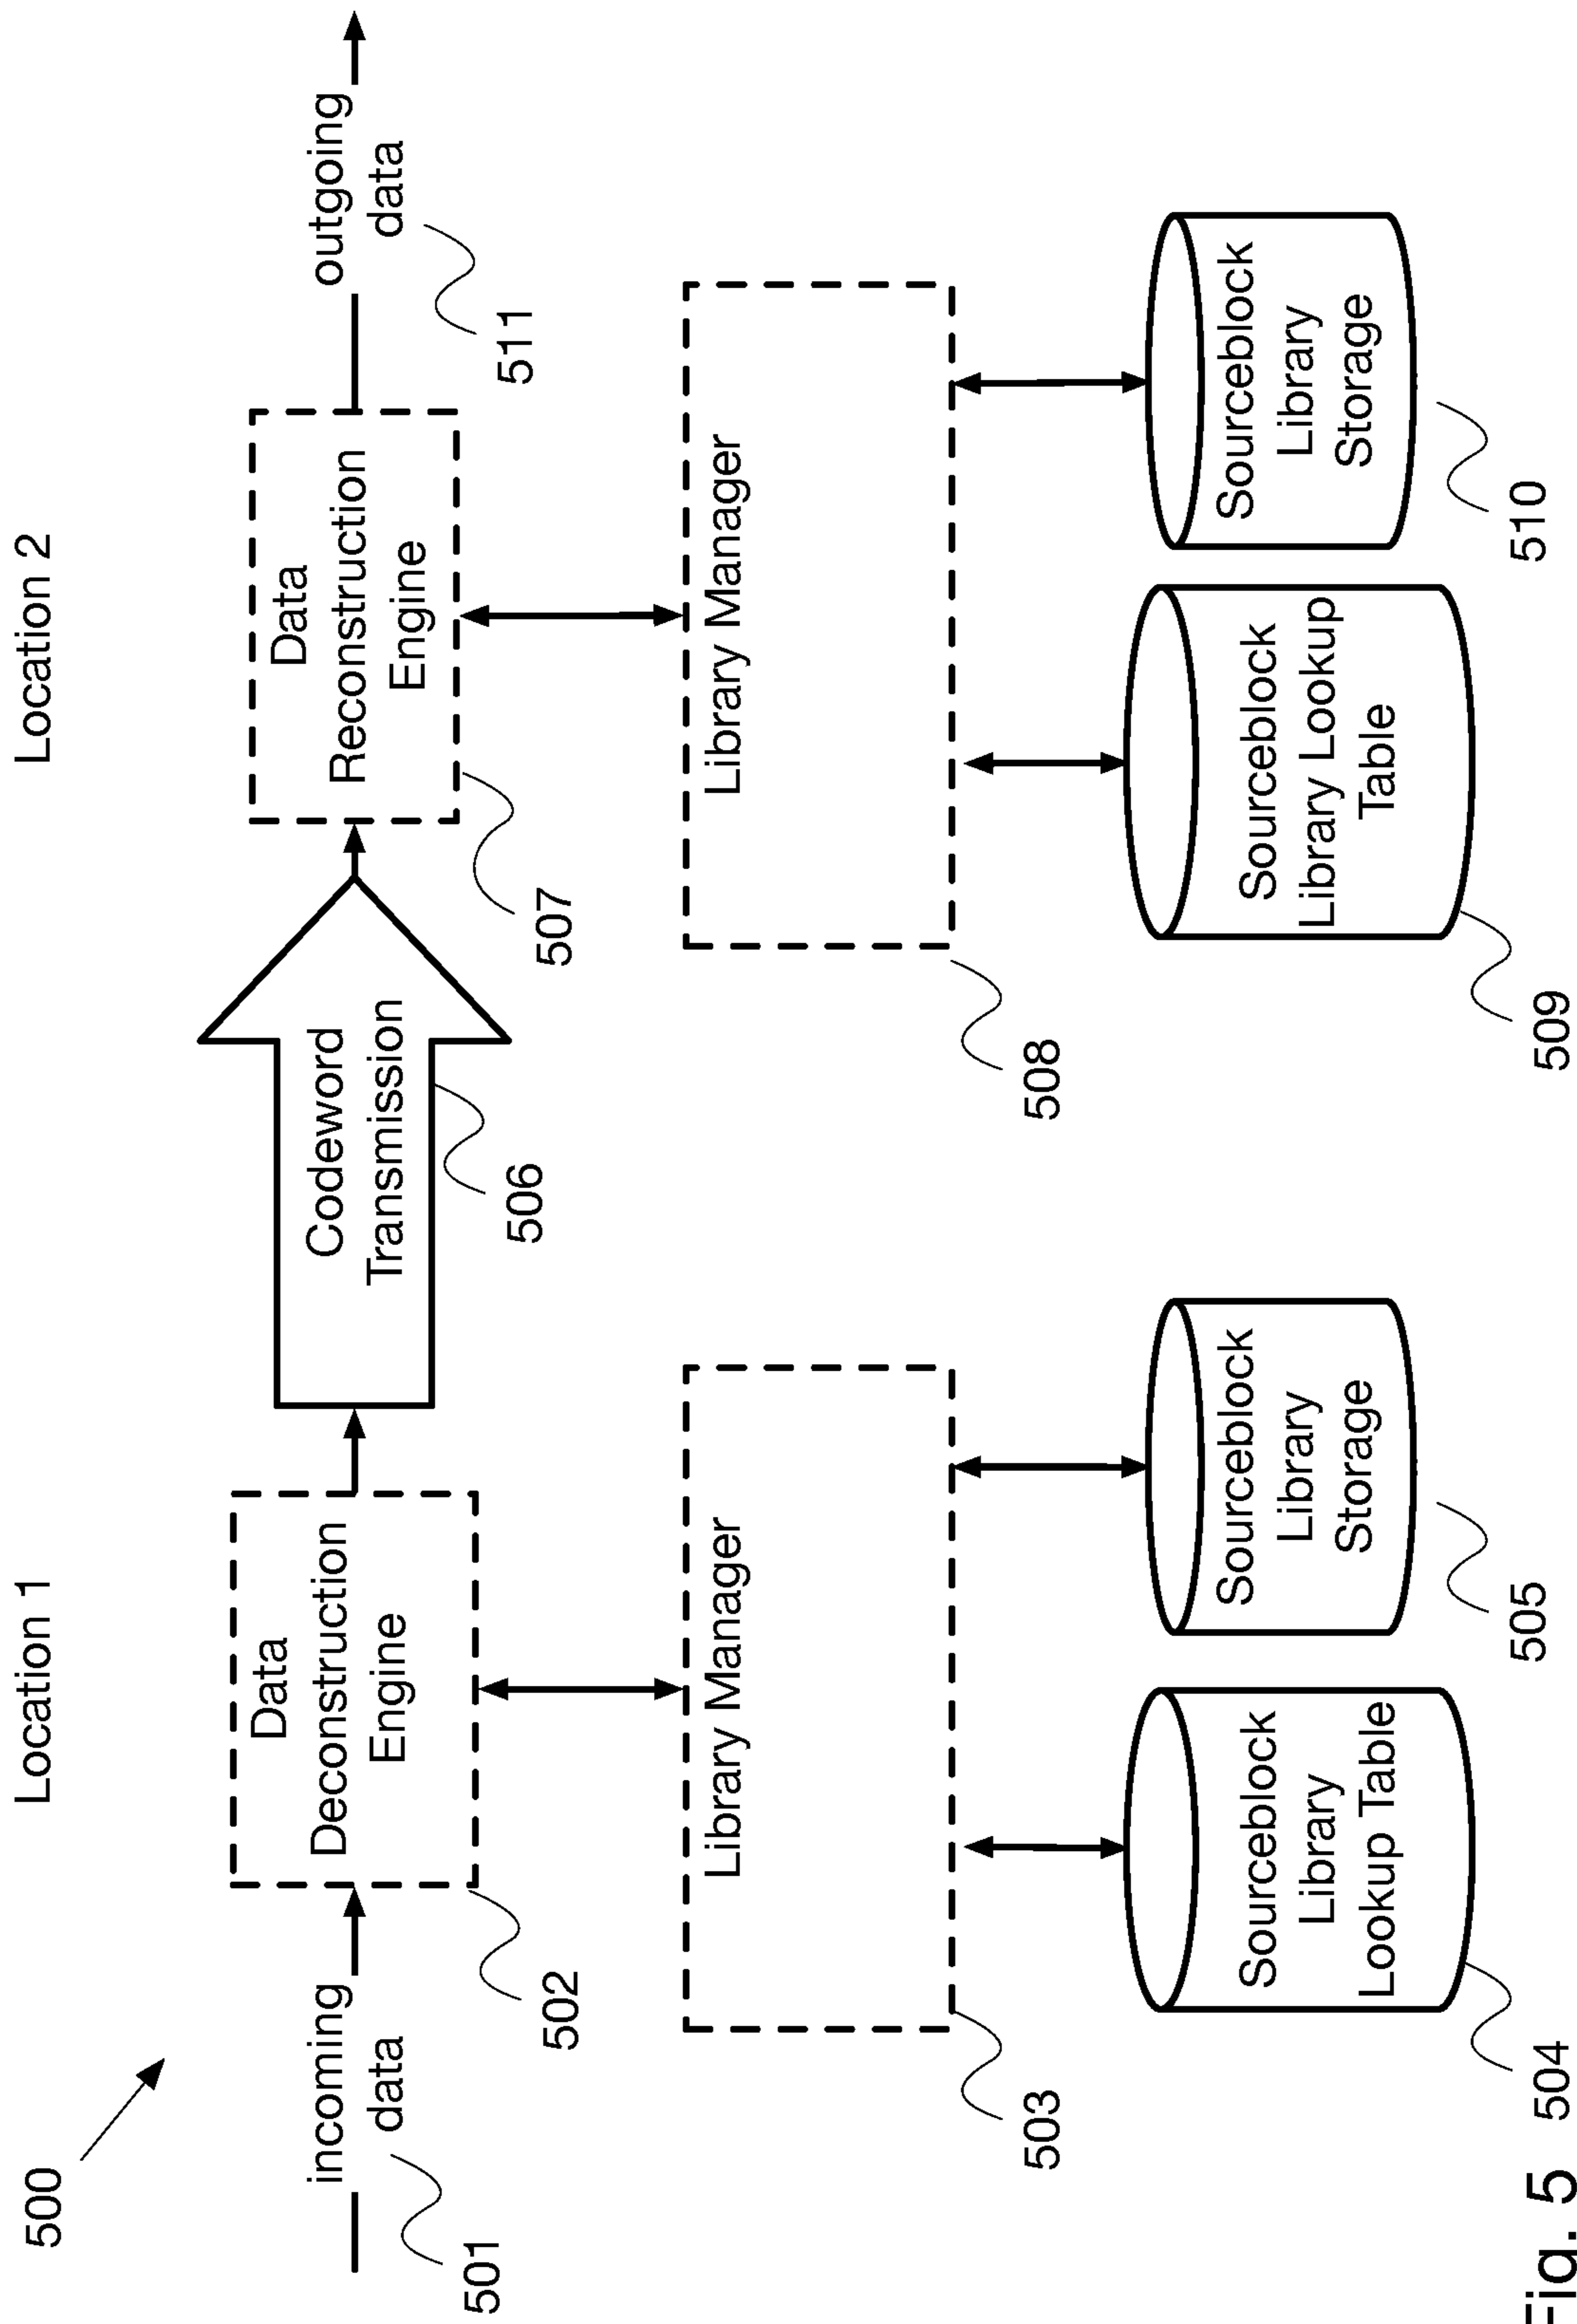 500
Location 1
Location 2
501
incoming
data
502
Data
Deconstruction
Engine
Codeword
Transmission
506
507
Data
Reconstruction
Engine
outgoing
data
511
503
Library Manager
508
Library Manager
504
Sourceblock
Library
Lookup Table
505
Sourceblock
Library
Storage
509
Sourceblock
Library Lookup
Table
510
Sourceblock
Library
Storage
Fig. 5